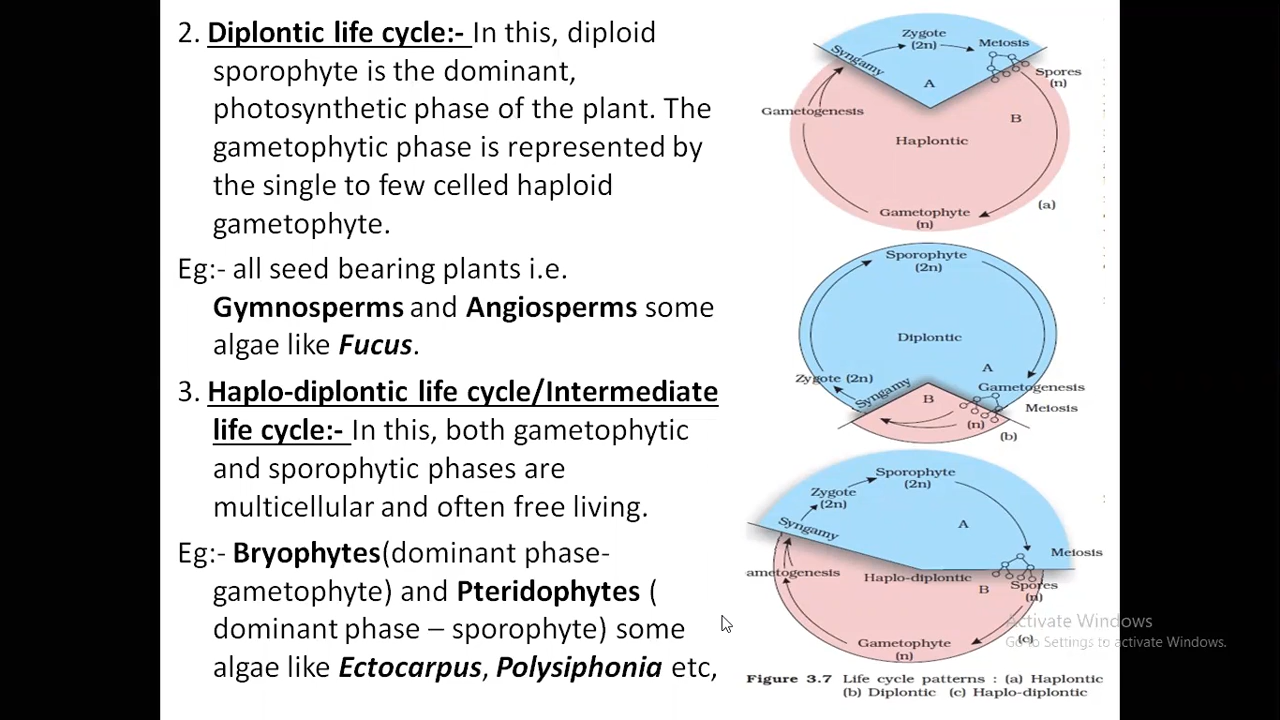 2. Diplontic life cycle:- In this, diploid
sporophyte is the dominant,
photosynthetic phase of the plant. The
gametophytic phase is represented by
the single to few celled haploid
gametophyte.
Eg:- all seed bearing plants i.e.
Gymnosperms and Angiosperms some
algae like Fucus.
3. Haplo-diplontic life cycle/Intermediate
life cycle:- In this, both gametophytic
and sporophytic phases are
multicellular and often free living.
Eg:- Bryophytes(dominant phase-
gametophyte) and Pteridophytes (
dominant phase – sporophyte) some
algae like Ectocarpus, Polysiphonia etc,
Zygote
(2n)
Meiosis
Syngamy
Spores
(n)
A
Gametogenesis
B
Haplontic
(a)
Gametophyte
(n)
Sporophyte
(2n)
Diplontic
A
Zygote (2n)
Syngamy
Gametogenesis
B
Meiosis
(n)
(b)
Sporophyte
(2n)
Zygote
(2n)
Syngamy
A
Meiosis
ametogenesis
Haplo-diplontic
B
Spores
(n)
Activate Windows
(c)
Go to Settings to activate Windows.
Gametophyte
(n)
Figure 3.7 Life cycle patterns : (a) Haplontic
(b) Diplontic (c) Haplo-diplontic